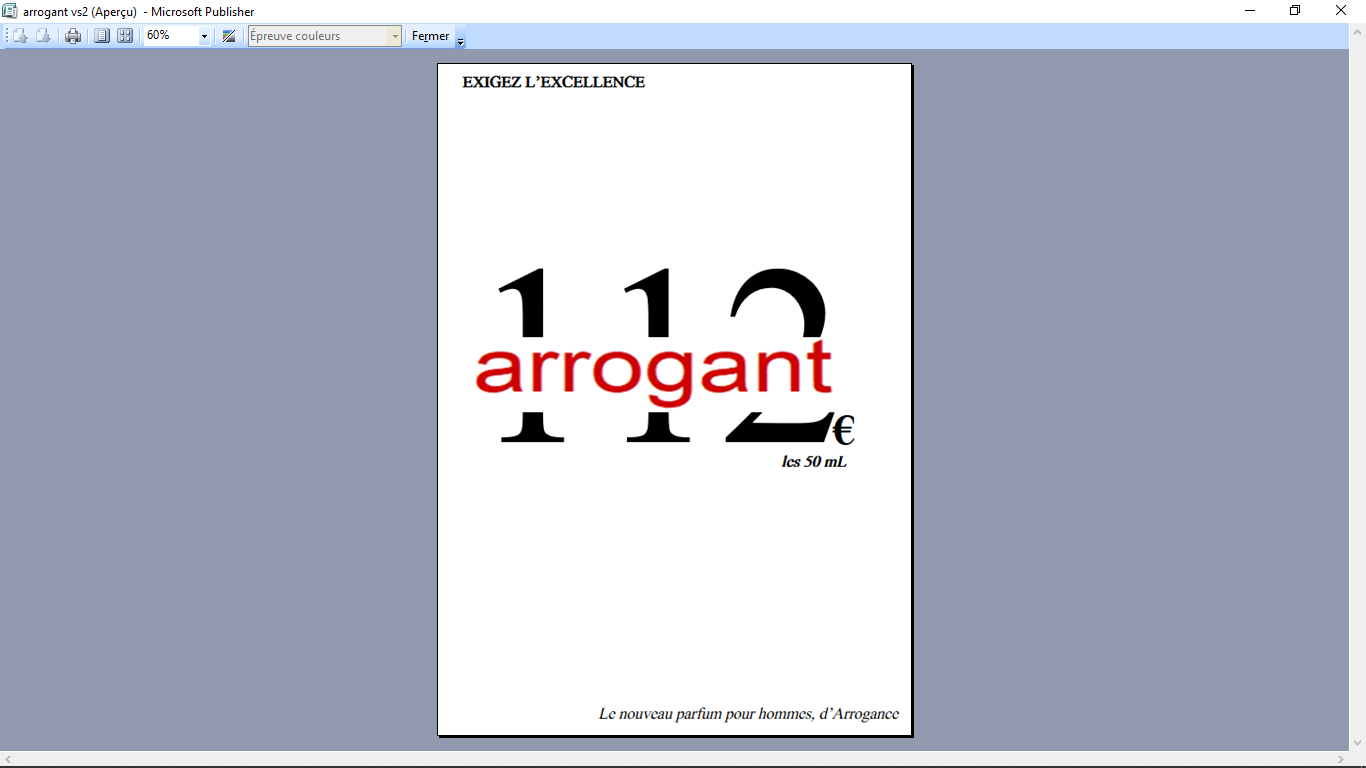 arrogant vs2 (Aperçu) - Microsoft Publisher
60%
Épreuve couleurs
Fermer
EXIGEZ L’EXCELLENCE
112
arrogant
€
les 50 mL
Le nouveau parfum pour hommes, d’Arrogance